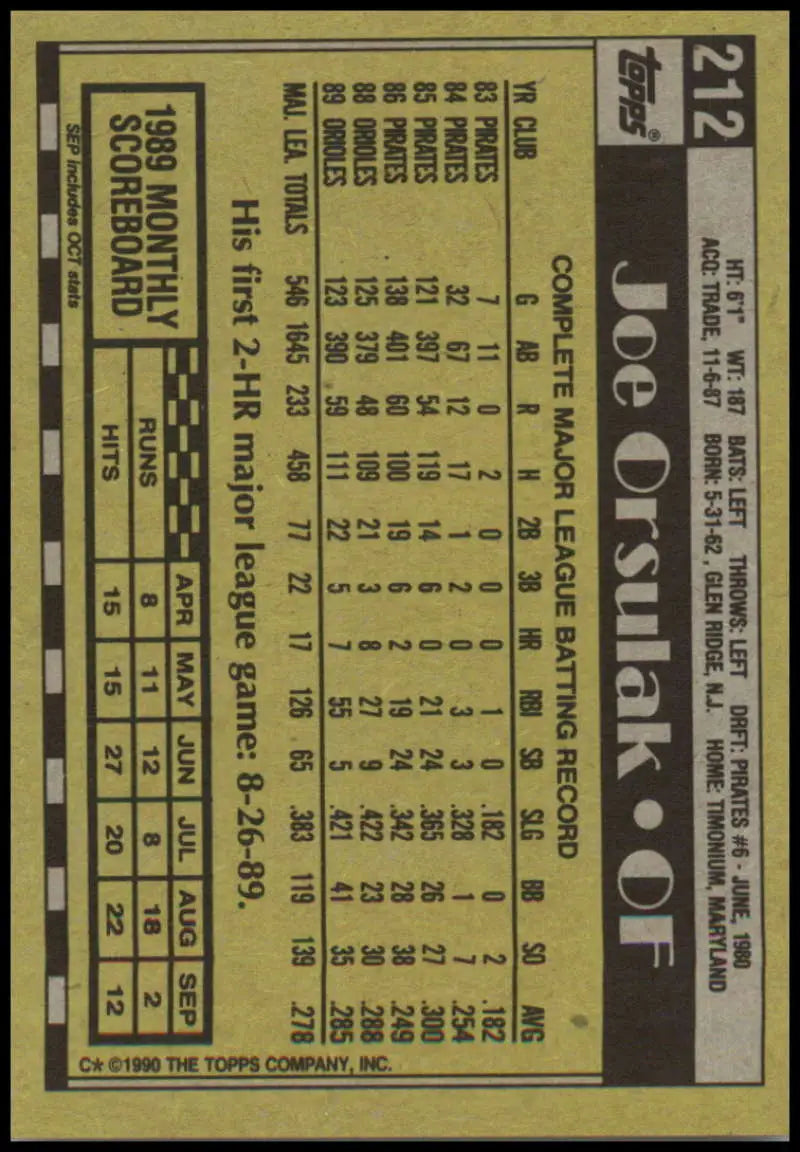 212
HT: 6'1" WT: 187 BATS: LEFT THROWS: LEFT DRFT: PIRATES #6 - JUNE, 1980
ACQ: TRADE, 11-6-87 BORN: 5-31-62 , GLEN RIDGE, N.J. HOME: TIMONIUM, MARYLAND
TOPPS®
Joe Orsulak • OF
COMPLETE MAJOR LEAGUE BATTING RECORD
YR CLUB G AB R H 2B 3B HR RBI SB SLG BB SO AVG
83 PIRATES 7 11 0 2 0 0 0 1 0 .182 0 2 .182
84 PIRATES 32 67 12 17 1 2 0 3 3 .328 1 7 .254
85 PIRATES 121 397 54 119 14 6 0 21 24 .365 26 27 .300
86 PIRATES 138 401 60 100 19 6 2 19 24 .342 28 38 .249
88 ORIOLES 125 379 48 109 21 3 8 27 9 .422 23 30 .288
89 ORIOLES 123 390 59 111 22 5 7 55 5 .421 41 35 .285
MAJ. LEA. TOTALS 546 1645 233 458 77 22 17 126 65 .383 119 139 .278
His first 2-HR major league game: 8-26-89.
1989 MONTHLY
SCOREBOARD
APR MAY JUN JUL AUG SEP
RUNS 8 11 12 8 18 2
HITS 15 15 27 20 22 12
SEP includes OCT stats
C* ©1990 THE TOPPS COMPANY, INC.